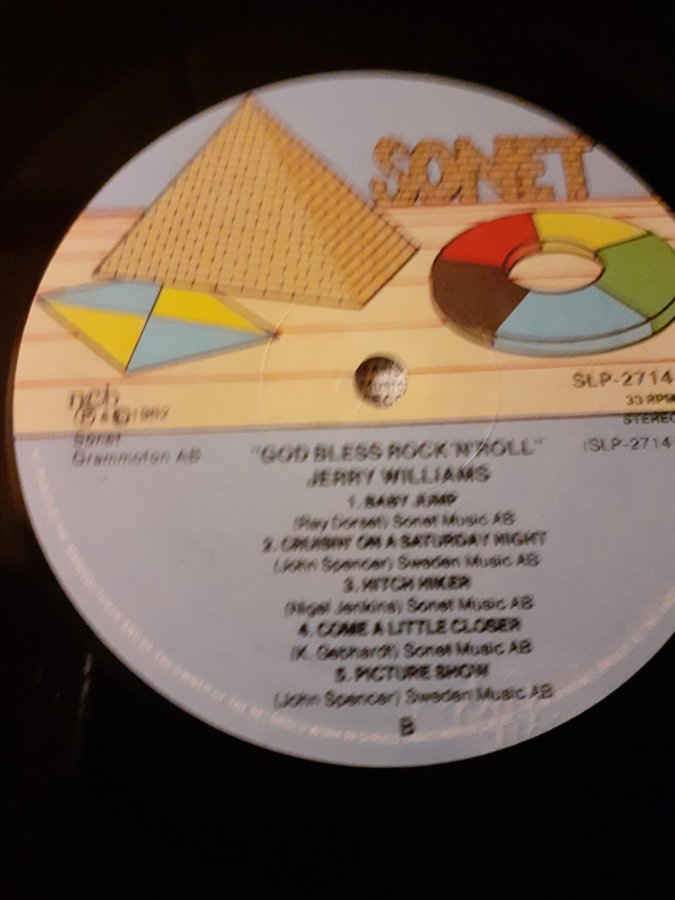 SONET
SLP-2714
33 RPM
STEREO
(SLP-2714
ncb
Ⓟ & © 1982
Sonet
Grammofon AB
"GOD BLESS ROCK'N'ROLL"
JERRY WILLIAMS
1. BABY JUMP
(Ray Dorset) Sonet Music AB
2. CRUISIN' ON A SATURDAY NIGHT
(John Spencer) Sweden Music AB
3. HITCH HIKER
(Nigel Jenkins) Sonet Music AB
4. COME A LITTLE CLOSER
(K. Gebhardt) Sonet Music AB
5. PICTURE SHOW
(John Spencer) Sweden Music AB
B